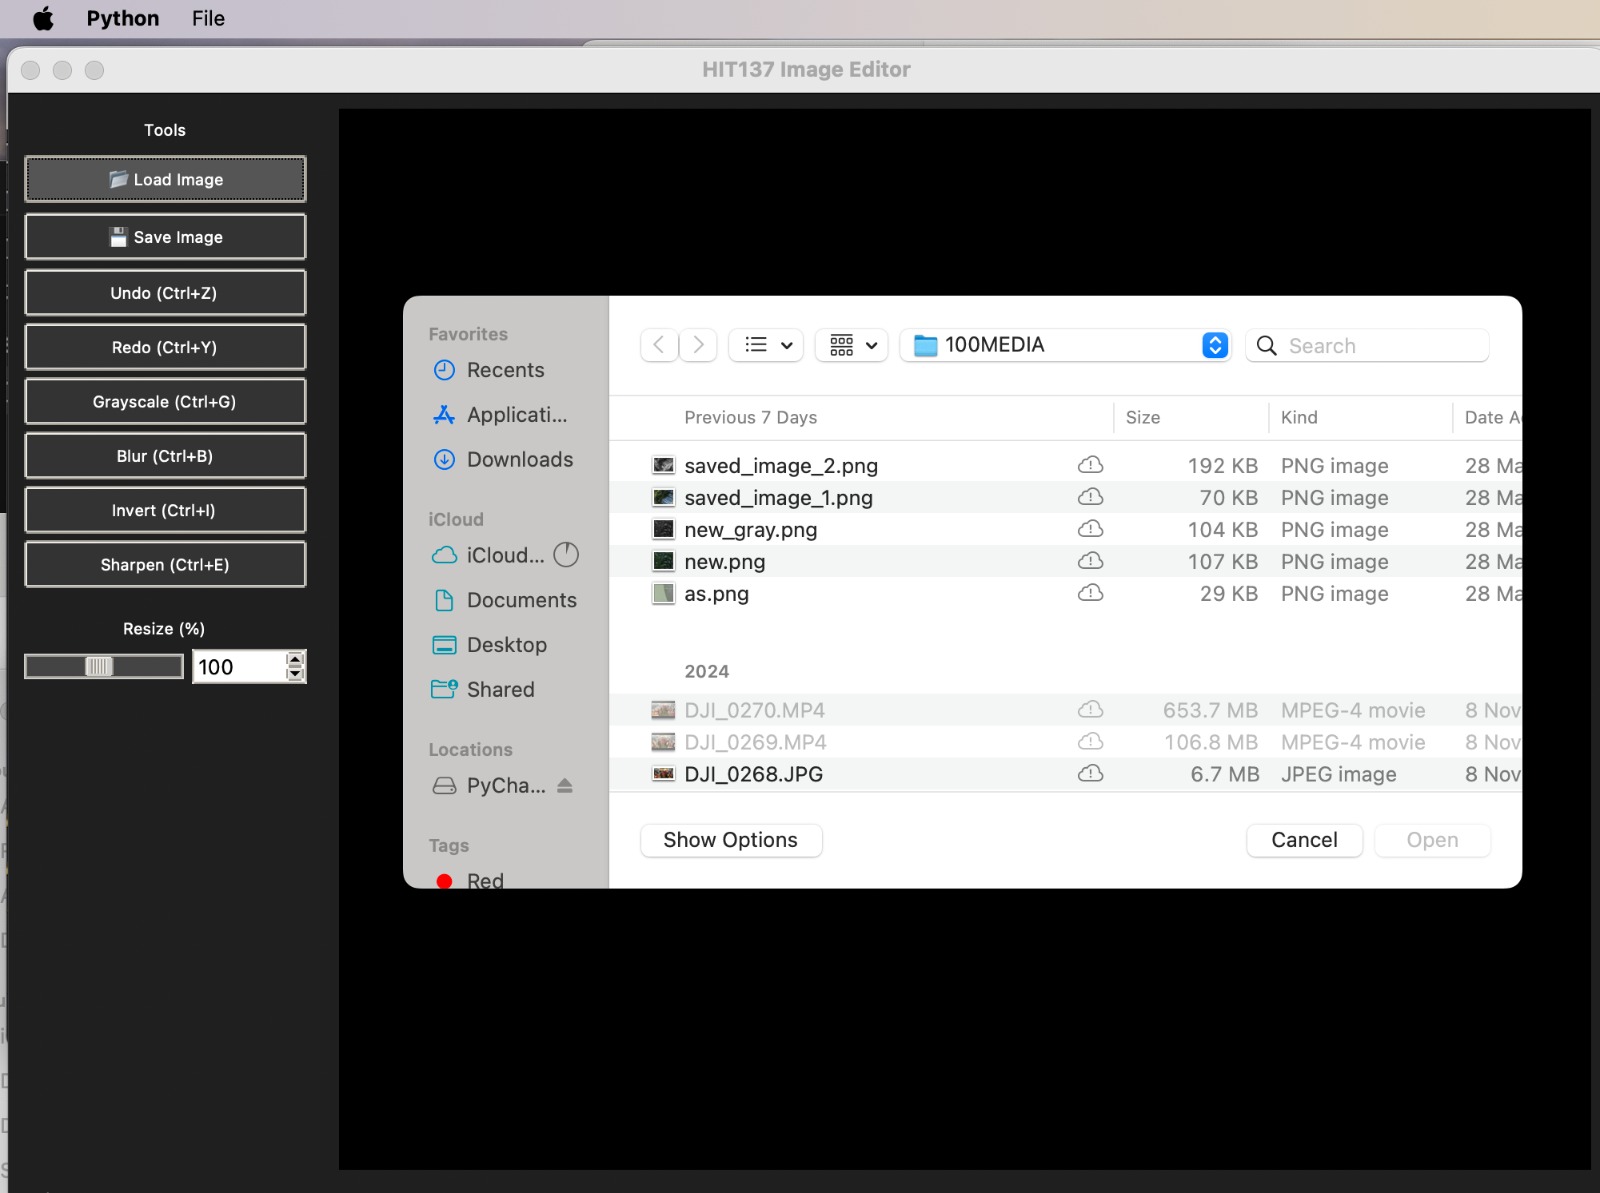 Python File
HIT137 Image Editor
Tools
Load Image
Save Image
Undo (Ctrl+Z)
Redo (Ctrl+Y)
Grayscale (Ctrl+G)
Blur (Ctrl+B)
Invert (Ctrl+I)
Sharpen (Ctrl+E)
Resize (%)
100
Favorites
Recents
Applicati...
Downloads
iCloud
iCloud...
Documents
Desktop
Shared
Locations
PyCha...
Tags
Red
100MEDIA
Search
Previous 7 Days Size Kind Date A
saved_image_2.png 192 KB PNG image 28 Ma
saved_image_1.png 70 KB PNG image 28 Ma
new_gray.png 104 KB PNG image 28 Ma
new.png 107 KB PNG image 28 Ma
as.png 29 KB PNG image 28 Ma
2024
DJI_0270.MP4 653.7 MB MPEG-4 movie 8 Nov
DJI_0269.MP4 106.8 MB MPEG-4 movie 8 Nov
DJI_0268.JPG 6.7 MB JPEG image 8 Nov
Show Options Cancel Open